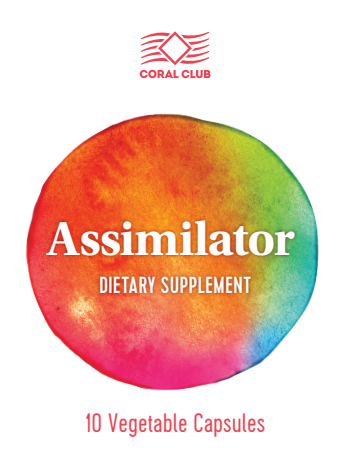 CORAL CLUB
Assimilator
DIETARY SUPPLEMENT
10 Vegetable Capsules